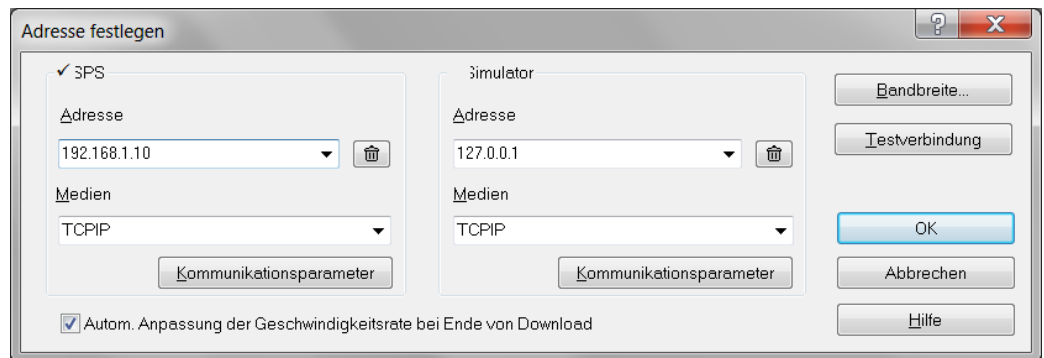 Adresse festlegen
SPS
Adresse
192.168.1.10
Medien
TCPIP
Kommunikationsparameter
Simulator
Adresse
127.0.0.1
Medien
TCPIP
Kommunikationsparameter
Autom. Anpassung der Geschwindigkeitsrate bei Ende von Download
Bandbreite...
Testverbindung
OK
Abbrechen
Hilfe